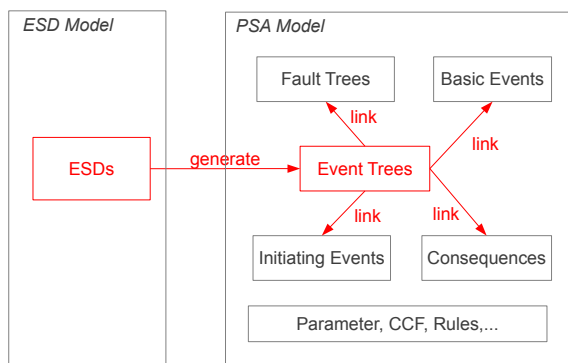 ESD Model
PSA Model
Fault Trees
Basic Events
link
link
ESDs
generate
Event Trees
link
link
Initiating Events
Consequences
Parameter, CCF, Rules,...